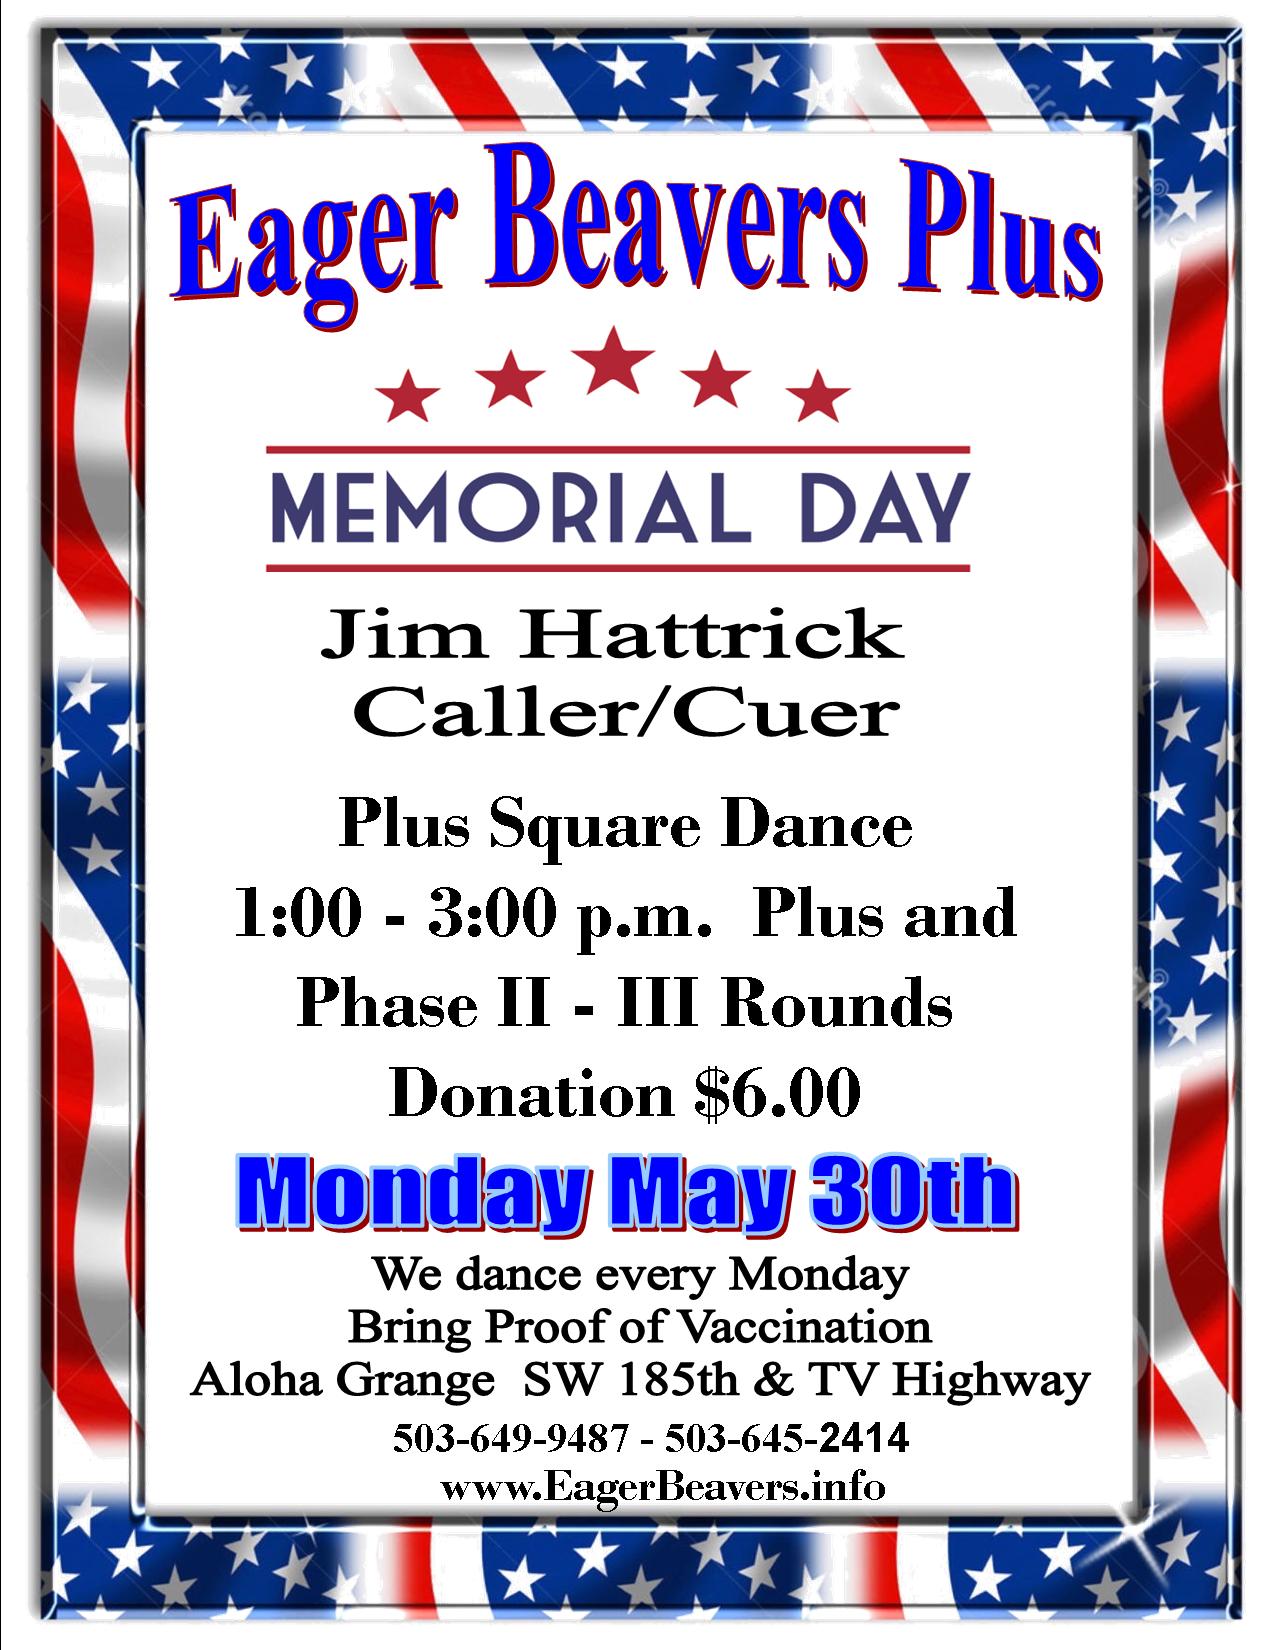 Eager Beavers Plus
MEMORIAL DAY
Jim Hattrick
Caller/Cuer
Plus Square Dance
1:00 - 3:00 p.m. Plus and
Phase II - III Rounds
Donation $6.00
Monday May 30th
We dance every Monday
Bring Proof of Vaccination
Aloha Grange SW 185th & TV Highway
503-649-9487 - 503-645-2414
www.EagerBeavers.info